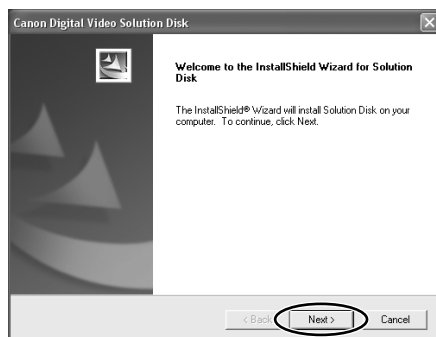 Canon Digital Video Solution Disk
Welcome to the InstallShield Wizard for Solution
Disk
The InstallShield® Wizard will install Solution Disk on your
computer. To continue, click Next.
< Back
Next >
Cancel